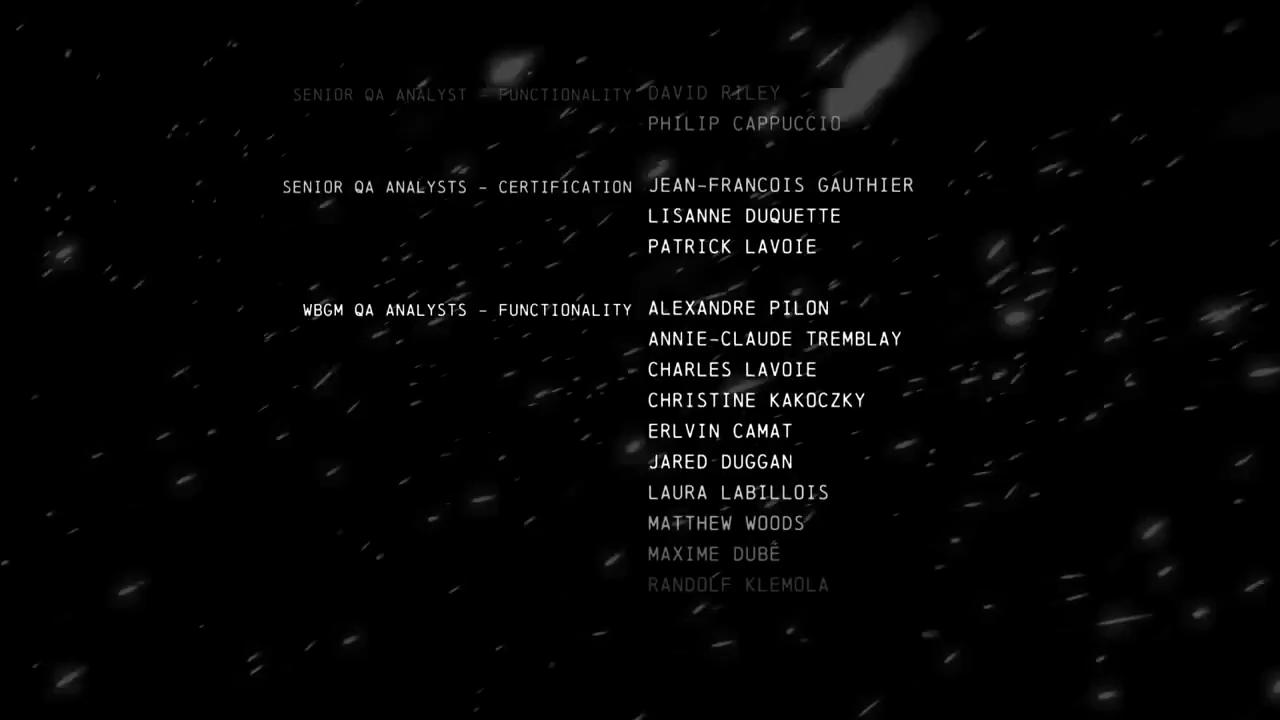 SENIOR QA ANALYST - FUNCTIONALITY DAVID RILEY
PHILIP CAPPUCCIO
SENIOR QA ANALYSTS - CERTIFICATION JEAN-FRANCOIS GAUTHIER
LISANNE DUQUETTE
PATRICK LAVOIE
WBGM QA ANALYSTS - FUNCTIONALITY ALEXANDRE PILON
ANNIE-CLAUDE TREMBLAY
CHARLES LAVOIE
CHRISTINE KAKOCZKY
ERLVIN CAMAT
JARED DUGGAN
LAURA LABILLOIS
MATTHEW WOODS
MAXIME DUBÉ
RANDOLF KLEMOLA